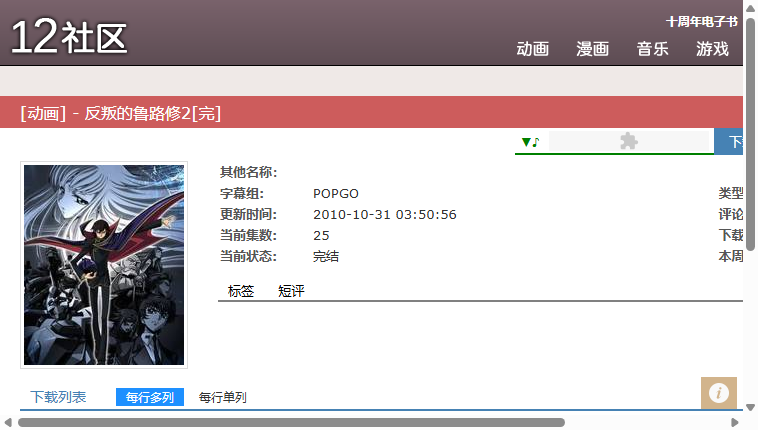 12社区
十周年电子书
动画 漫画 音乐 游戏
[动画] - 反叛的鲁路修2[完]
▼♪
下
其他名称:
字幕组: POPGO 类型
更新时间: 2010-10-31 03:50:56 评论
当前集数: 25 下载
当前状态: 完结 本周
标签 短评
下载列表 每行多列 每行单列